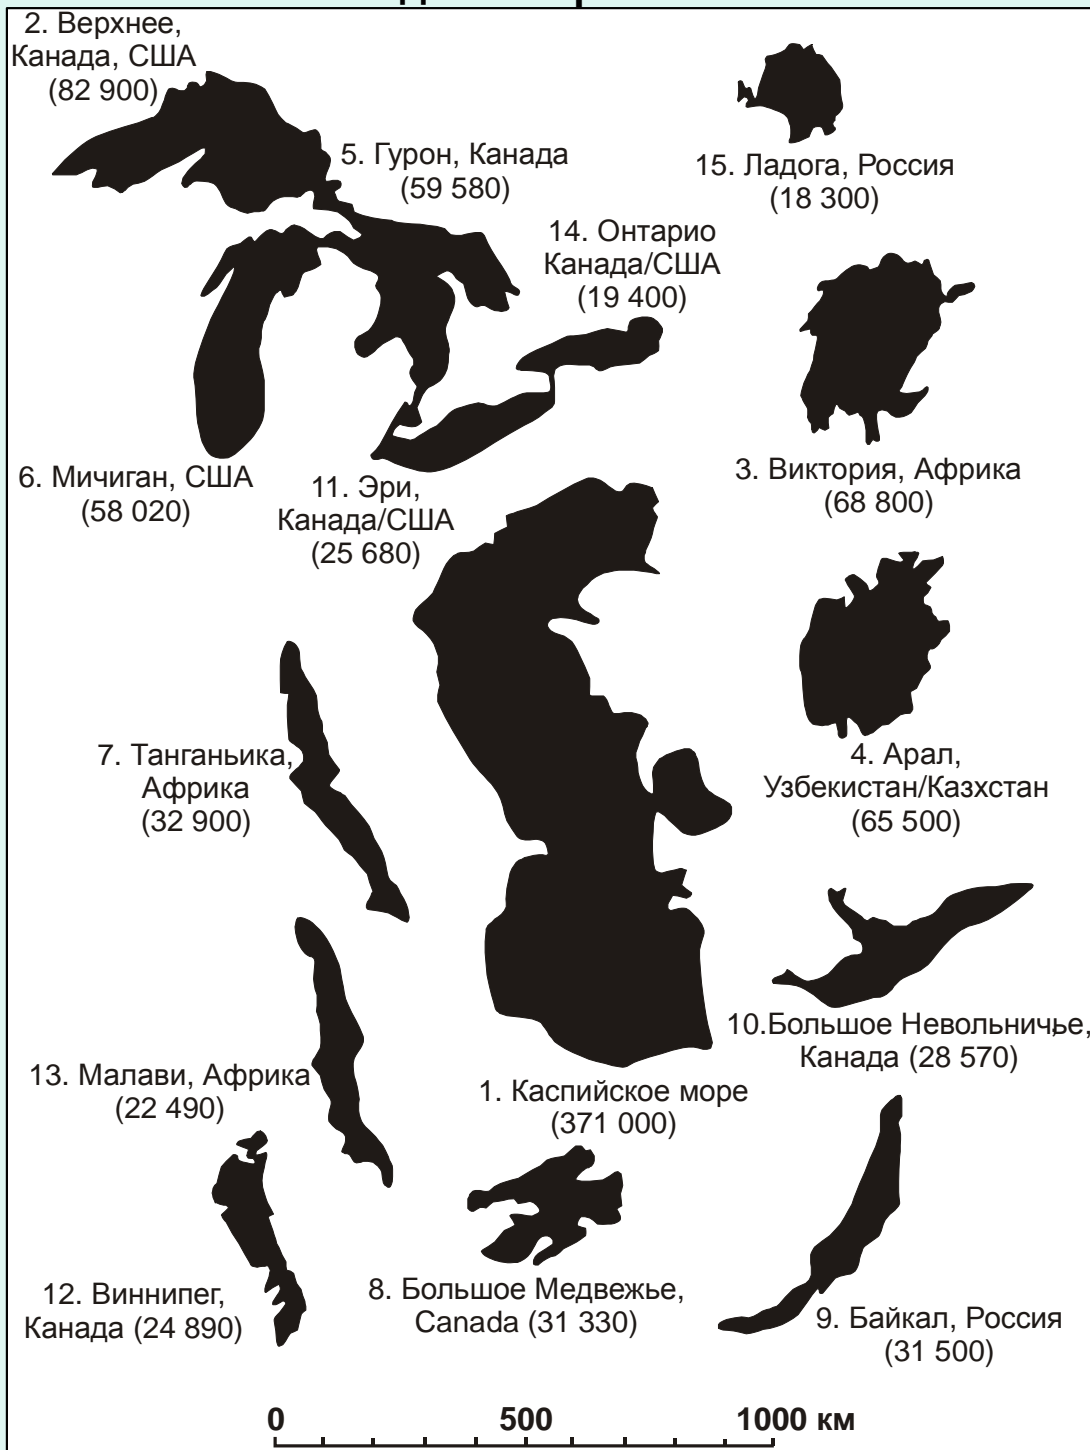 2. Верхнее,
Канада, США
(82 900)
5. Гурон, Канада
(59 580)
15. Ладога, Россия
(18 300)
14. Онтарио
Канада/США
(19 400)
6. Мичиган, США
(58 020)
11. Эри,
Канада/США
(25 680)
3. Виктория, Африка
(68 800)
7. Танганьика,
Африка
(32 900)
4. Арал,
Узбекистан/Казхстан
(65 500)
10.Большое Невольничье,
Канада (28 570)
13. Малави, Африка
(22 490)
1. Каспийское море
(371 000)
12. Виннипег,
Канада (24 890)
8. Большое Медвежье,
Canada (31 330)
9. Байкал, Россия
(31 500)
0 500 1000 км